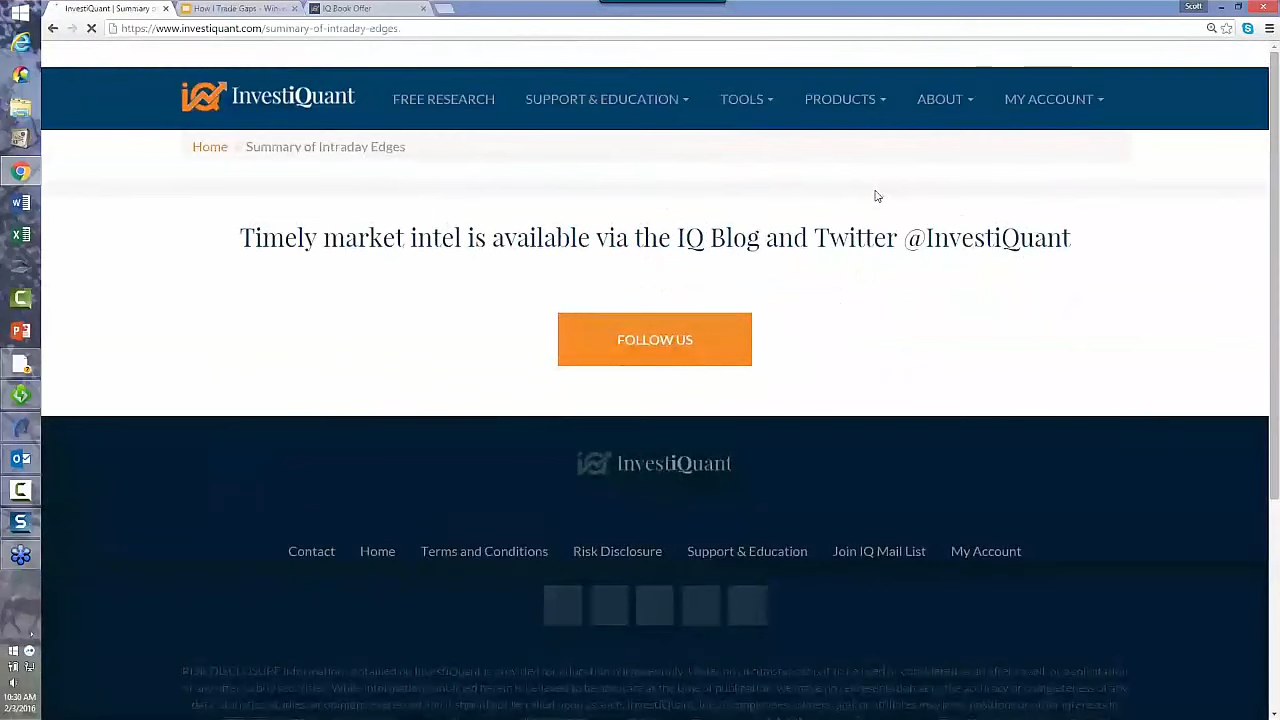 InvestiQuant | Summary o
How I Trade Gaps - Winni
IQ Book Offer
Scott
https://www.investiquant.com/summary-of-intraday-edges.
InvestiQuant
FREE RESEARCH
SUPPORT & EDUCATION
TOOLS
PRODUCTS
ABOUT
MY ACCOUNT
Home
Summary of Intraday Edges
Timely market intel is available via the IQ Blog and Twitter @InvestiQuant
FOLLOW US
InvestiQuant
Contact
Home
Terms and Conditions
Risk Disclosure
Support & Education
Join IQ Mail List
My Account
10:30 AM
2/3/2016